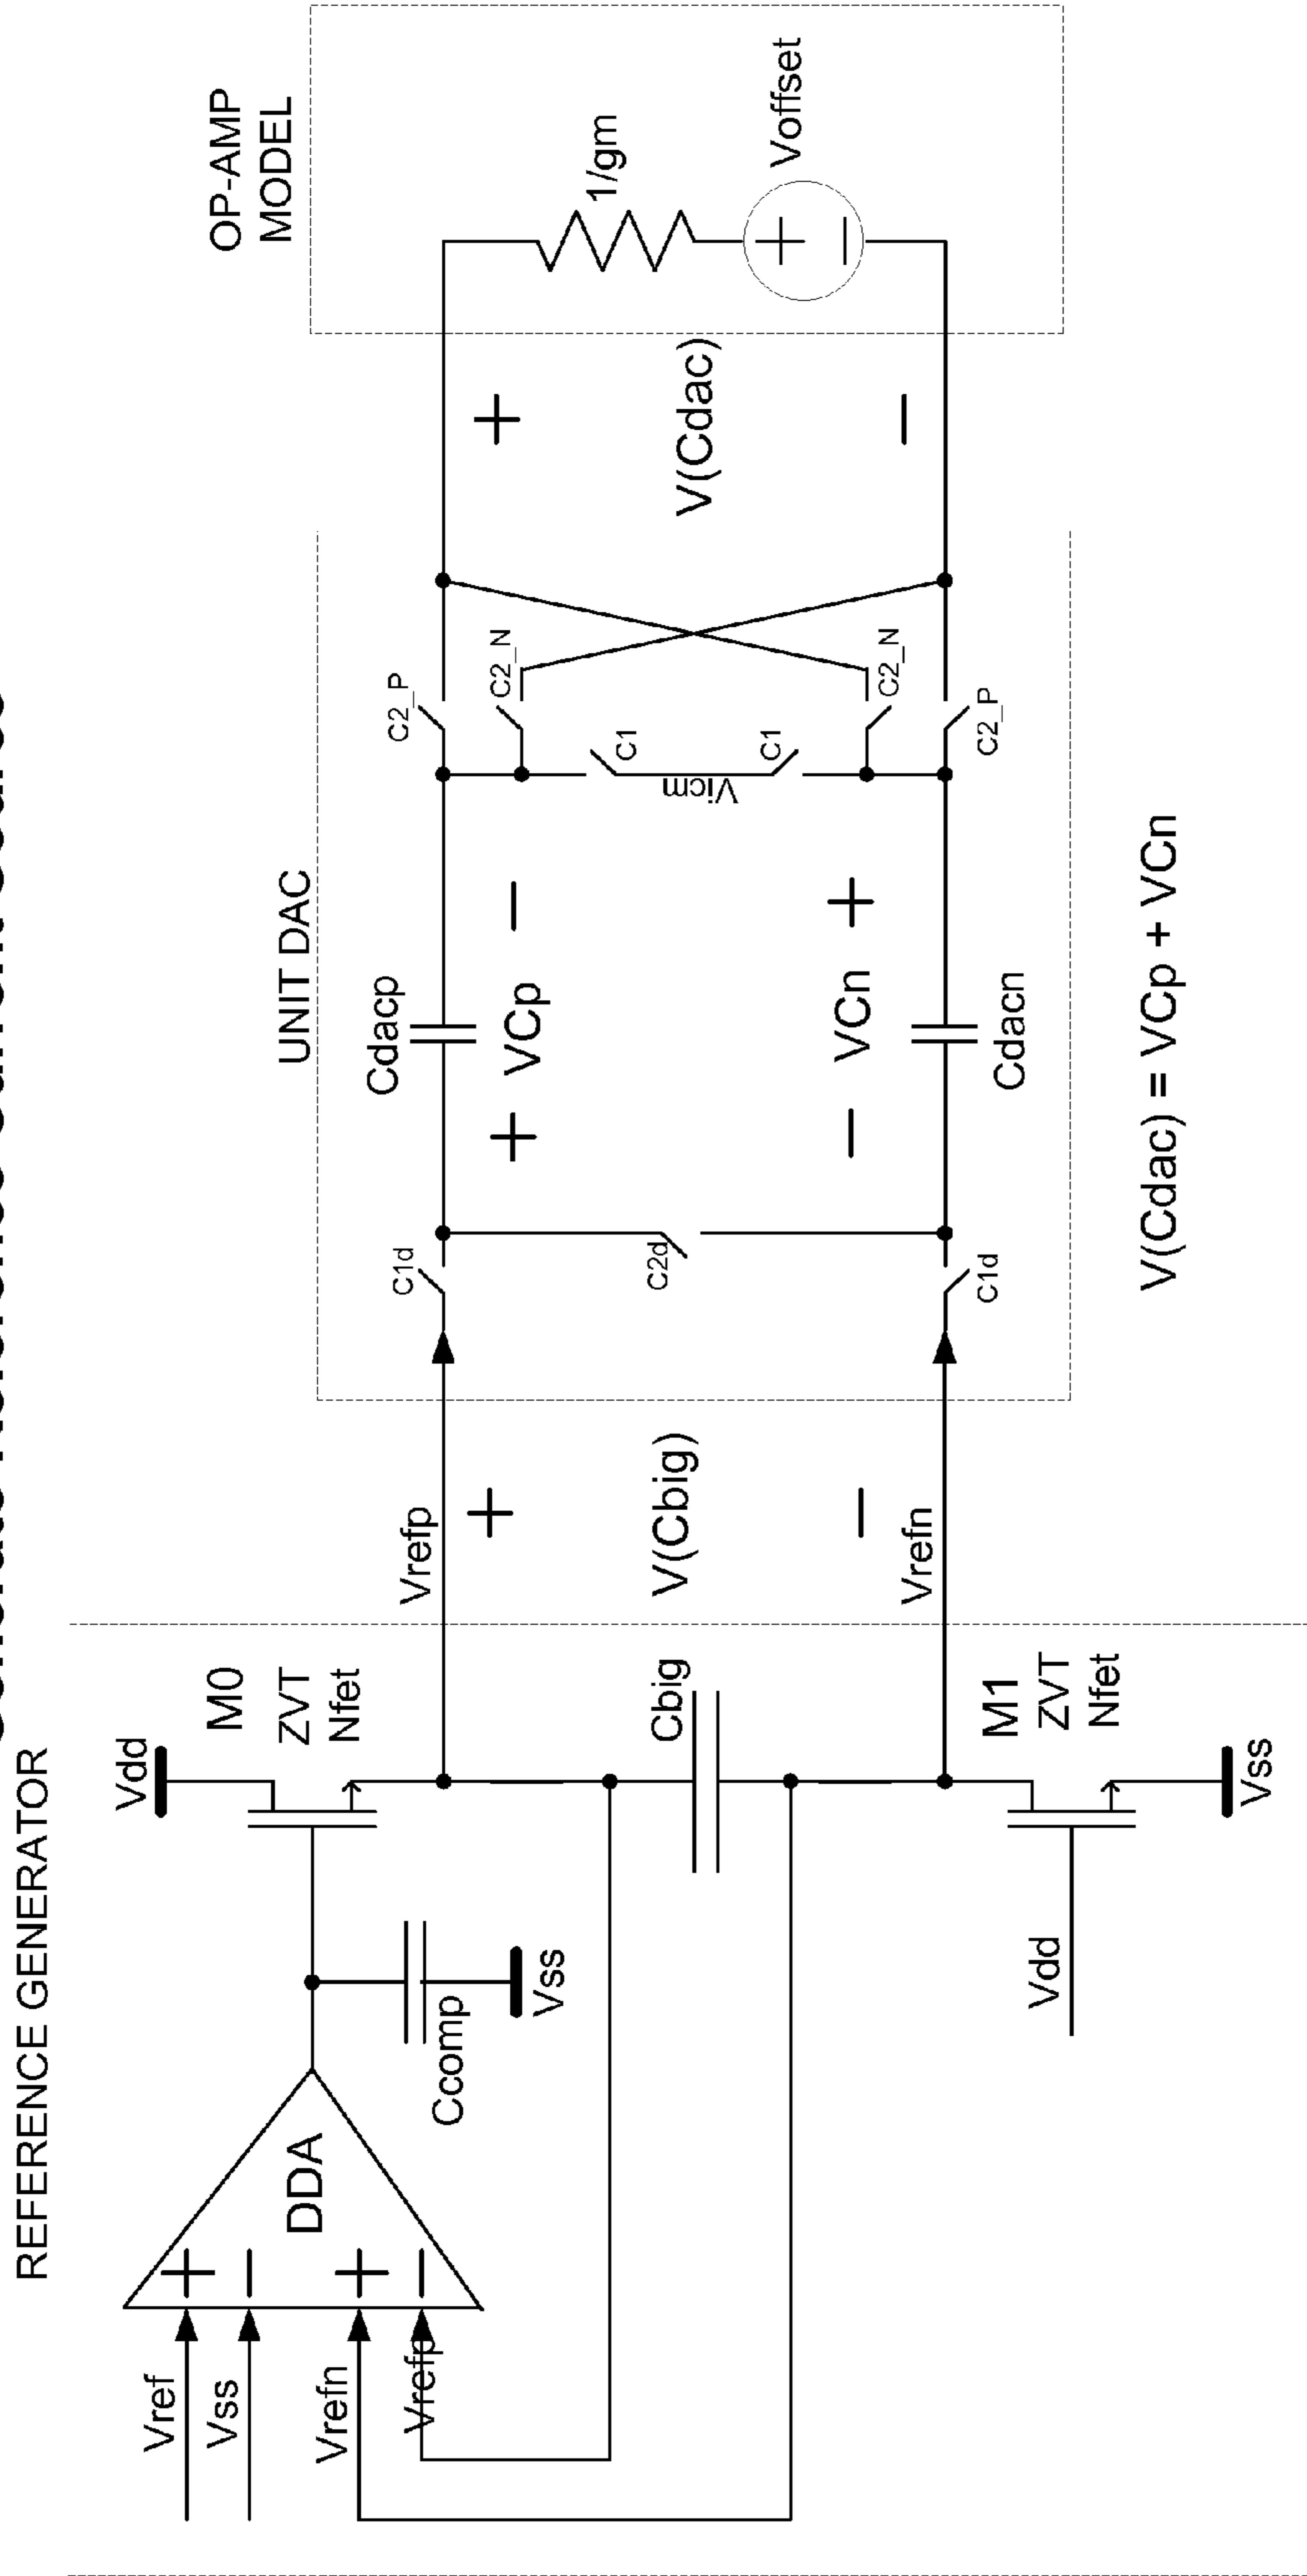 REFERENCE GENERATOR
Vref
Vss
Vrefn
Vrefp
+
−
+
−
DDA
Ccomp
Vss
Vdd
M0
ZVT
Nfet
Cbig
M1
ZVT
Nfet
Vdd
Vss
Vrefp
+
V(Cbig)
−
Vrefn
UNIT DAC
C1d
C2d
C1d
Cdacp
+ VCp −
− VCn +
Cdacn
C2_P
C2_N
C1
Vicm
C1
C2_N
C2_P
+
V(Cdac)
−
OP-AMP
MODEL
1/gm
Voffset
+
−
V(Cdac) = VCp + VCn